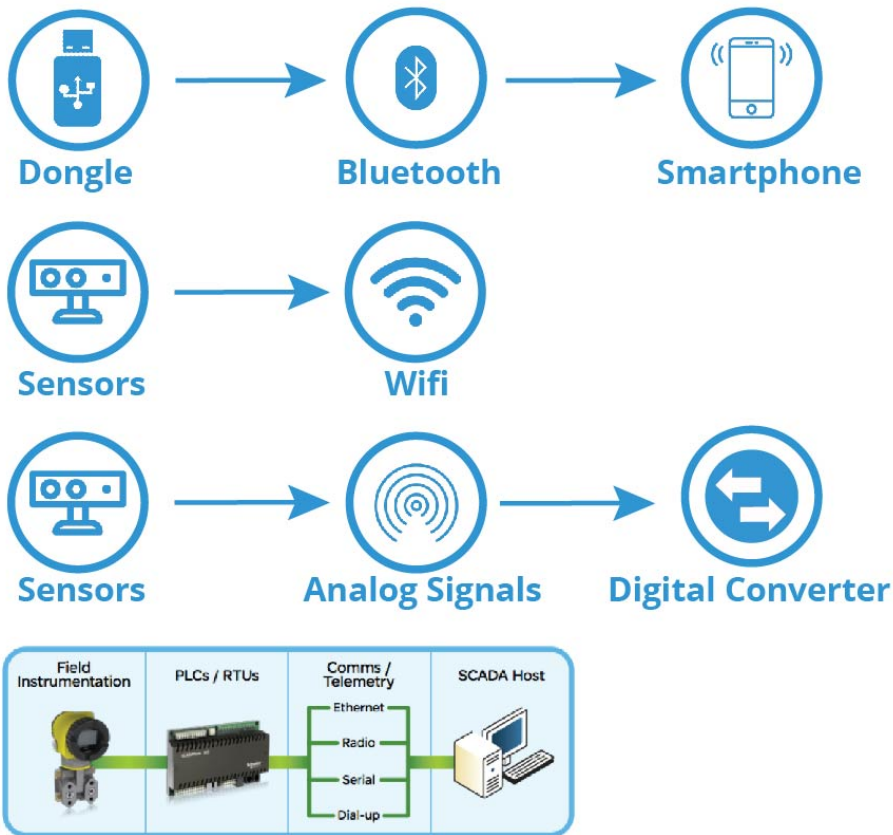 Dongle
Bluetooth
Smartphone
Sensors
Wifi
Sensors
Analog Signals
Digital Converter
Field
Instrumentation
PLCs / RTUs
Comms /
Telemetry
SCADA Host
Ethernet
Radio
Serial
Dial-up